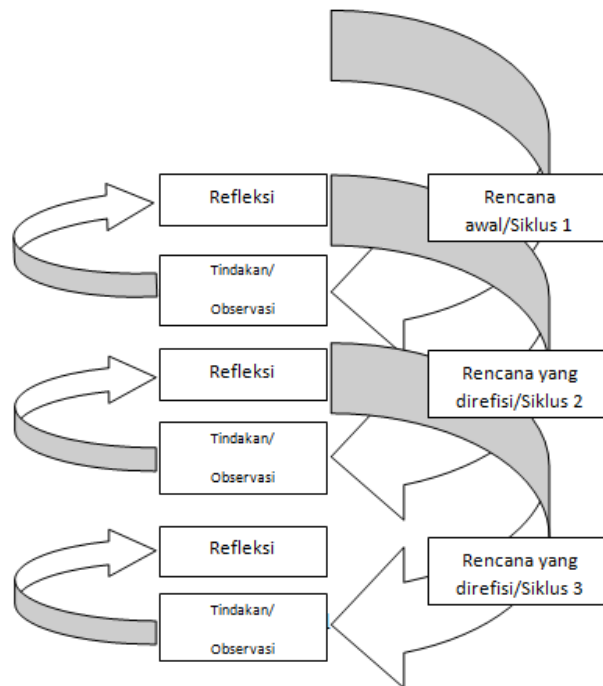 Refleksi
Rencana
awal/Siklus 1
Tindakan/
Observasi
Refleksi
Rencana yang
direfisi/Siklus 2
Tindakan/
Observasi
Refleksi
Rencana yang
direfisi/Siklus 3
Tindakan/
Observasi